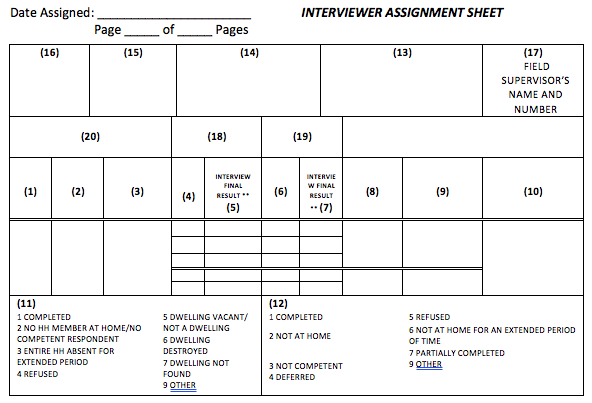 Date Assigned: ______________________ INTERVIEWER ASSIGNMENT SHEET
Page _____ of _____ Pages
(16) (15) (14) (13) (17)
FIELD
SUPERVISOR'S
NAME AND
NUMBER
(20) (18) (19)
(1) (2) (3) (4) INTERVIEW
FINAL
RESULT **
(5)
(6) INTERVIE
W FINAL
RESULT
** (7)
(8) (9) (10)
(11)
1 COMPLETED
2 NO HH MEMBER AT HOME/NO
COMPETENT RESPONDENT
3 ENTIRE HH ABSENT FOR
EXTENDED PERIOD
4 REFUSED
5 DWELLING VACANT/
NOT A DWELLING
6 DWELLING
DESTROYED
7 DWELLING NOT
FOUND
9 OTHER
(12)
1 COMPLETED
2 NOT AT HOME
3 NOT COMPETENT
4 DEFERRED
5 REFUSED
6 NOT AT HOME FOR AN EXTENDED PERIOD
OF TIME
7 PARTIALLY COMPLETED
9 OTHER